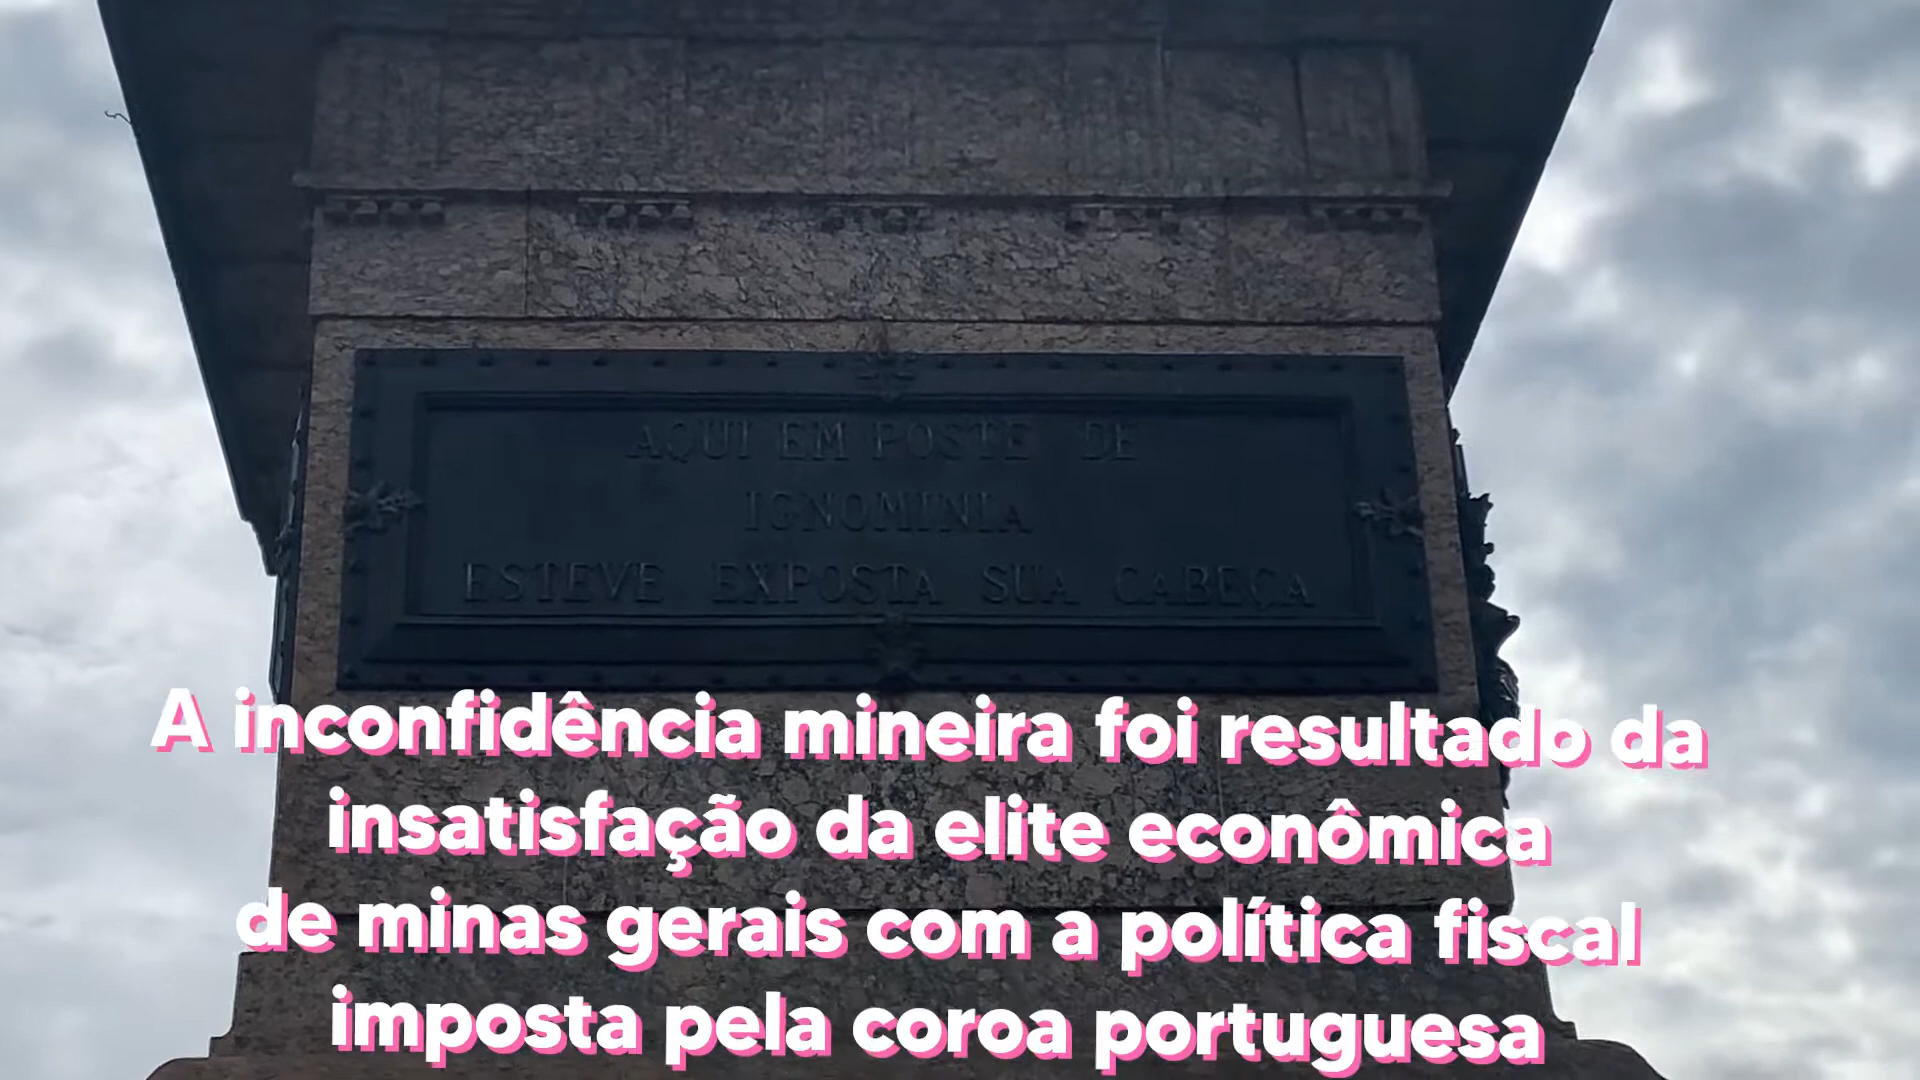 AQUI EM POSTE DE
IGNOMINIA
ESTEVE EXPOSTA SUA CABEÇA
A inconfidência mineira foi resultado da
insatisfação da elite econômica
de minas gerais com a política fiscal
imposta pela coroa portuguesa